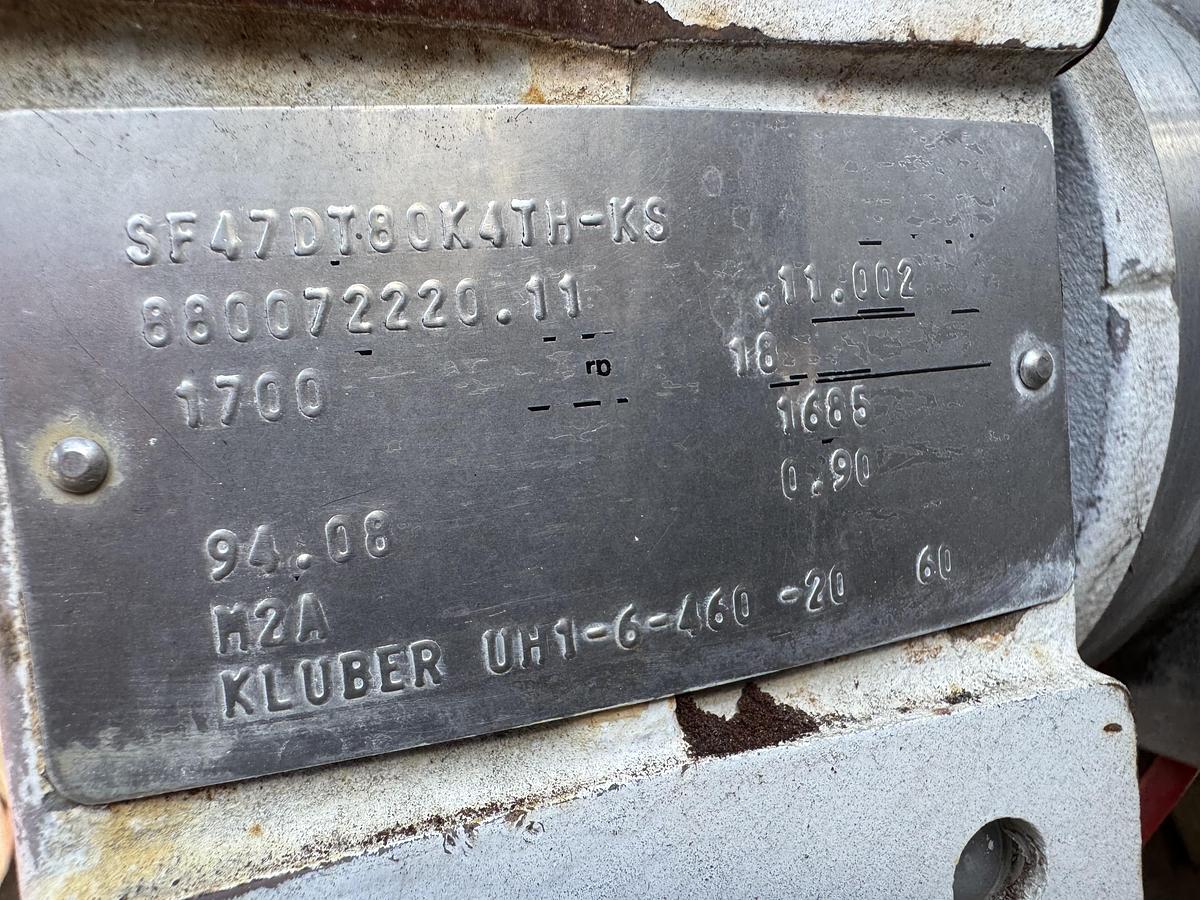 SF47DT80K4TH-KS
880072220.11 .11.002
1700 rp 18
1685
0.90
94.08
M2A
KLUBER UH1-6-460 -20 60